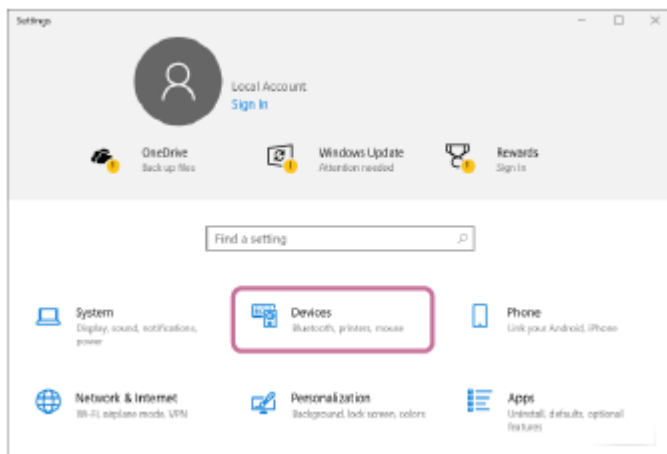 Settings
Local Account
Sign In
OneDrive
Back up files
Windows Update
Attention needed
Rewards
Sign In
Find a setting
System
Display, sound, notifications,
power
Devices
Bluetooth, printers, mouse
Phone
Link your Android, iPhone
Network & Internet
Wi-Fi, airplane mode, VPN
Personalization
Background, lock screen, colors
Apps
Uninstall, defaults, optional
features